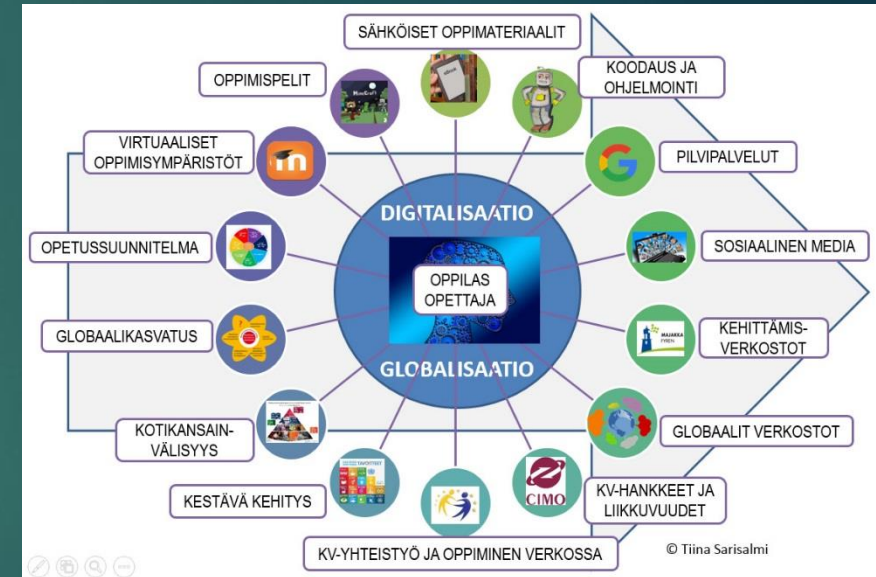 SÄHKÖISET OPPIMATERIAALIT
OPPIMISPELIT
KOODAUS JA
OHJELMOINTI
VIRTUAALISET
OPPIMISYMPÄRISTÖT
PILVIPALVELUT
DIGITALISAATIO
OPETUSSUUNNITELMA
SOSIAALINEN MEDIA
OPPILAS
OPETTAJA
GLOBAALIKASVATUS
MAJAKKA
KEHITTÄMIS-
VERKOSTOT
GLOBALISAATIO
KOTIKANSAIN-
VÄLISYYS
GLOBAALIT VERKOSTOT
KESTÄVÄ KEHITYS
CIMO
KV-HANKKEET JA
LIIKKUVUUDET
KV-YHTEISTYÖ JA OPPIMINEN VERKOSSA
© Tiina Sarisalmi